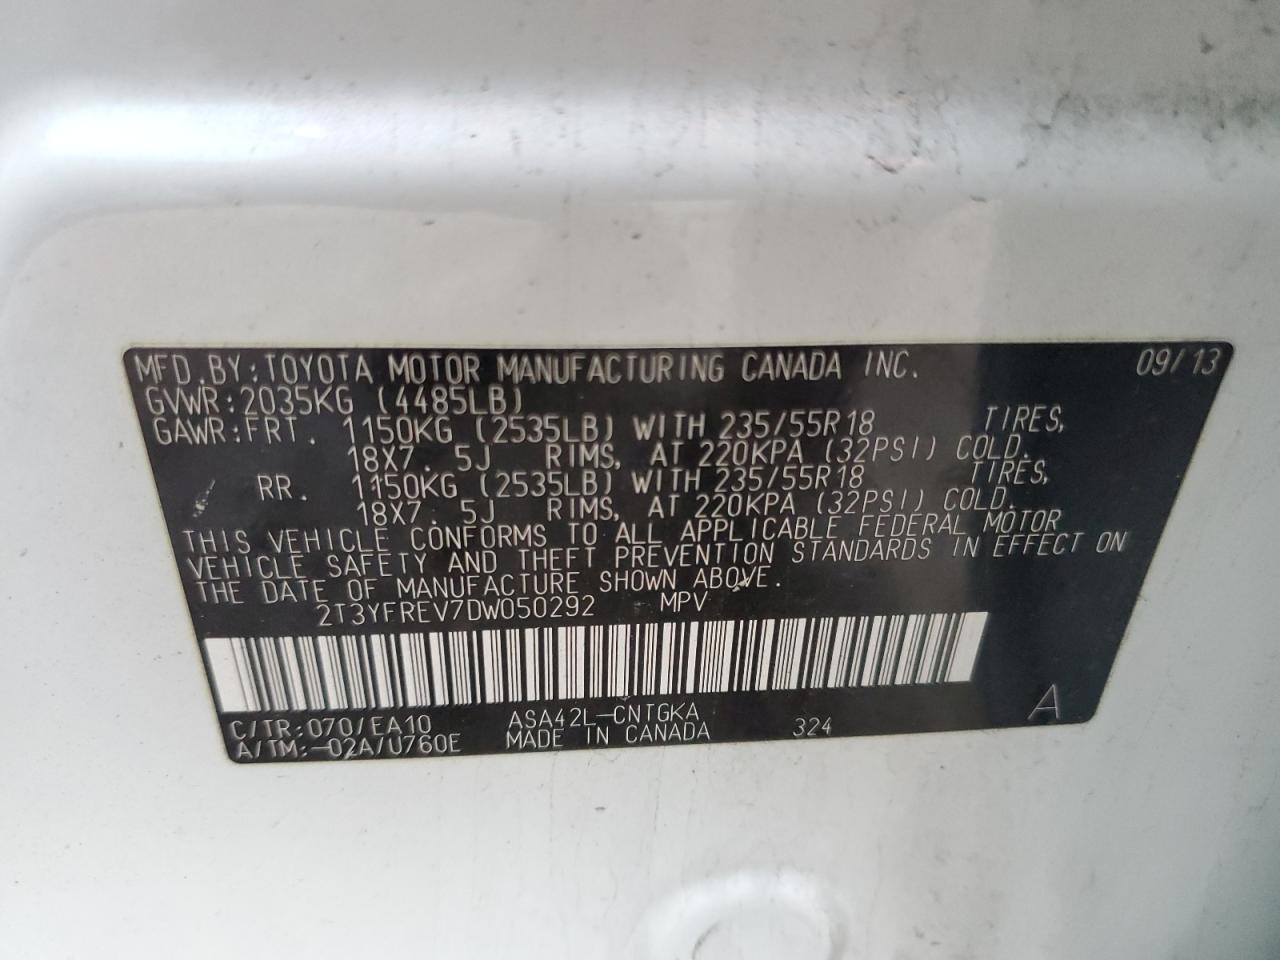 MFD.BY:TOYOTA MOTOR MANUFACTURING CANADA INC. 09/13
GVWR:2035KG (4485LB)
GAWR:FRT. 1150KG (2535LB) WITH 235/55R18 TIRES,
18X7.5J RIMS, AT 220KPA (32PSI) COLD.
RR. 1150KG (2535LB) WITH 235/55R18 TIRES,
18X7.5J RIMS, AT 220KPA (32PSI) COLD.
THIS VEHICLE CONFORMS TO ALL APPLICABLE FEDERAL MOTOR
VEHICLE SAFETY AND THEFT PREVENTION STANDARDS IN EFFECT ON
THE DATE OF MANUFACTURE SHOWN ABOVE.
2T3YFREV7DW050292 MPV
C/TR:070/EA10 ASA42L-CNTGKA 324 A
A/TM:-02A/U760E MADE IN CANADA